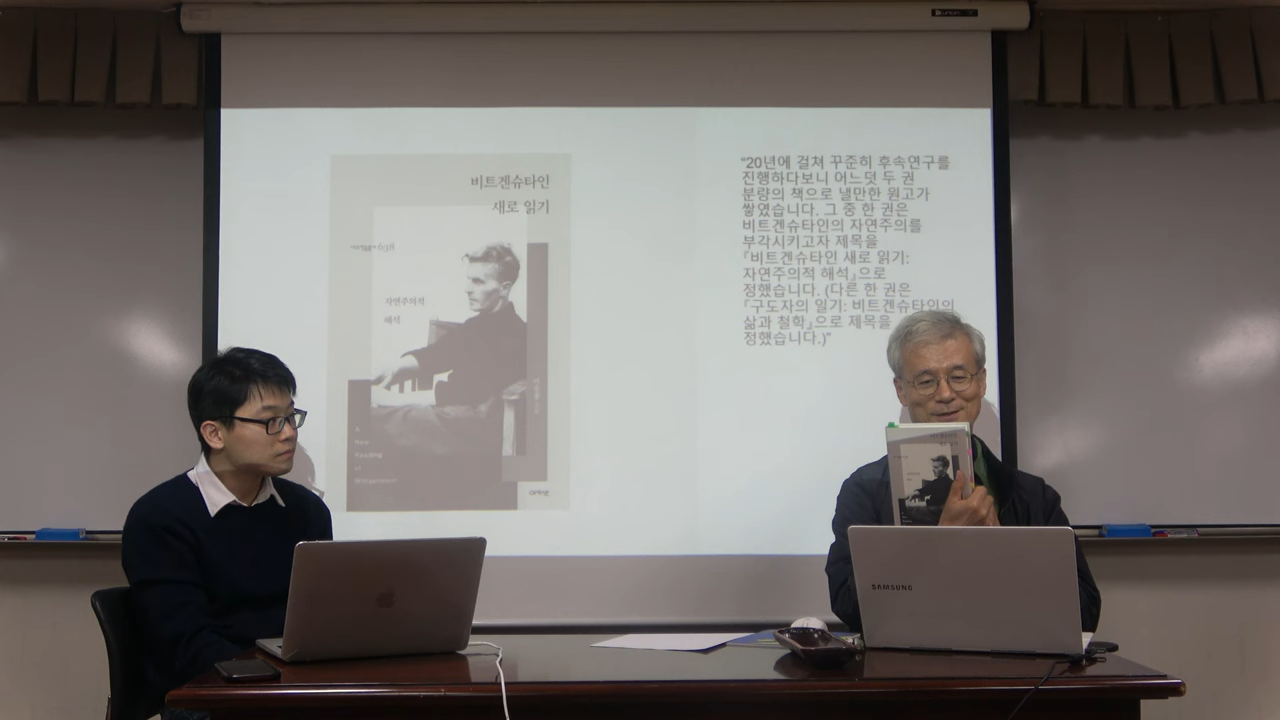 비트겐슈타인
새로 읽기
자연주의적
해석
A
New
Reading
of
Wittgenstein
"20년에 걸쳐 꾸준히 후속연구를
진행하다보니 어느덧 두 권
분량의 책으로 낼만한 원고가
쌓였습니다. 그 중 한 권은
비트겐슈타인의 자연주의를
부각시키고자 제목을
『비트겐슈타인 새로 읽기:
자연주의적 해석』으로
정했습니다. (다른 한 권은
『구도자의 일기: 비트겐슈타인의
삶과 철학』으로 제목을
정했습니다.)"
SAMSUNG